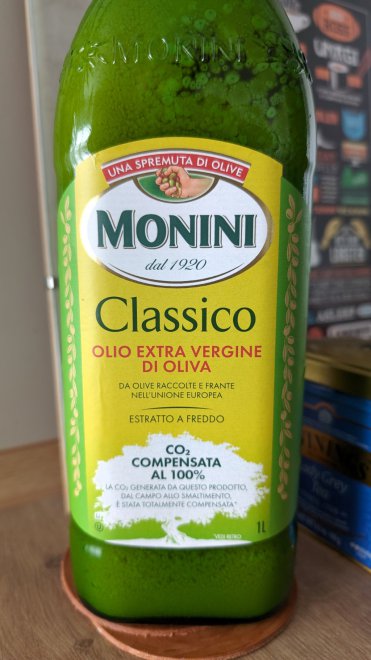 MONINI
UNA SPREMUTA DI OLIVE
MONINI
dal 1920
Classico
OLIO EXTRA VERGINE
DI OLIVA
DA OLIVE RACCOLTE E FRANTE
NELL'UNIONE EUROPEA
ESTRATTO A FREDDO
CO₂
COMPENSATA
AL 100%
LA CO₂ GENERATA DA QUESTO PRODOTTO,
DAL CAMPO ALLO SMALTIMENTO,
È STATA TOTALMENTE COMPENSATA*
1L
*VEDI RETRO